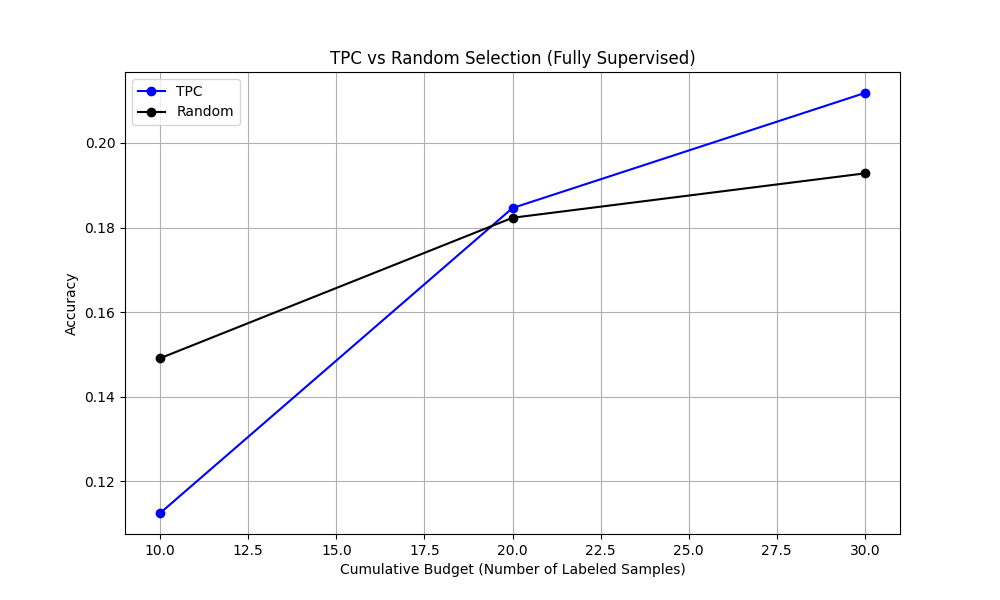 TPC vs Random Selection (Fully Supervised)
TPC
Random
Accuracy
0.20
0.18
0.16
0.14
0.12
10.0 12.5 15.0 17.5 20.0 22.5 25.0 27.5 30.0
Cumulative Budget (Number of Labeled Samples)